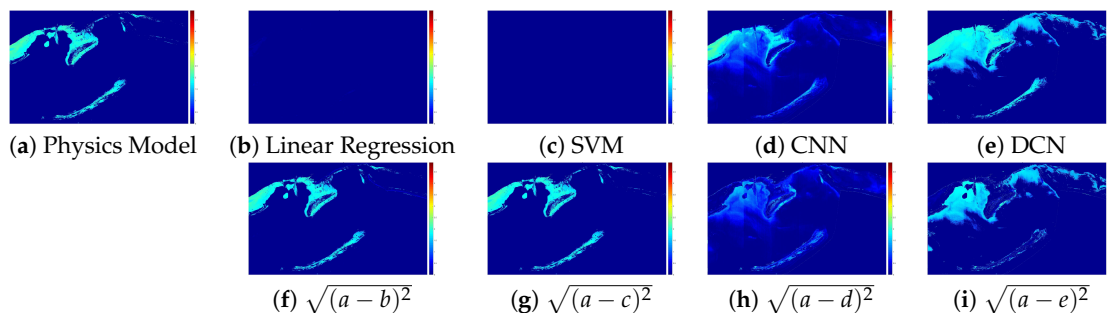 (a) Physics Model (b) Linear Regression (c) SVM (d) CNN (e) DCN
(f) √(a − b)² (g) √(a − c)² (h) √(a − d)² (i) √(a − e)²